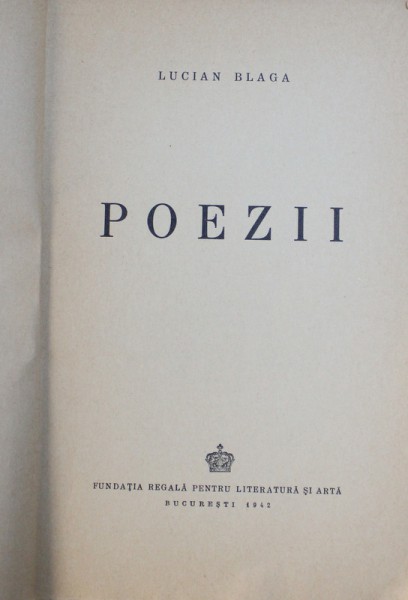 LUCIAN BLAGA
POEZII
FUNDAȚIA REGALĂ PENTRU LITERATURĂ ȘI ARTĂ
BUCUREȘTI 1942